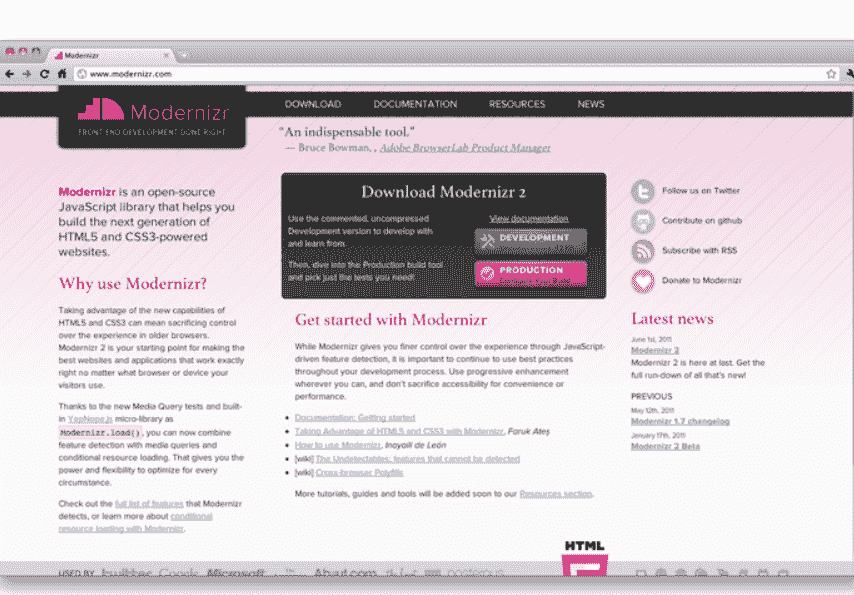 Modernizr
www.modernizr.com
Modernizr
FRONT-END DEVELOPMENT DONE RIGHT
DOWNLOAD DOCUMENTATION RESOURCES NEWS
“An indispensable tool.”
— Bruce Bowman, , Adobe BrowserLab Product Manager
Modernizr is an open-source
JavaScript library that helps you
build the next generation of
HTML5 and CSS3-powered
websites.
Why use Modernizr?
Taking advantage of the new capabilities of
HTML5 and CSS3 can mean sacrificing control
over the experience in older browsers.
Modernizr 2 is your starting point for making the
best websites and applications that work exactly
right no matter what browser or device your
visitors use.
Thanks to the new Media Query tests and built-
in YepNope.js micro-library as
Modernizr.load(), you can now combine
feature detection with media queries and
conditional resource loading. That gives you the
power and flexibility to optimize for every
circumstance.
Check out the full list of features that Modernizr
detects, or learn more about conditional
resource loading with Modernizr.
Download Modernizr 2
Use the commented, uncompressed
Development version to develop with
and learn from.
Then, dive into the Production build tool
and pick just the tests you need!
View documentation
DEVELOPMENT
PRODUCTION
Get started with Modernizr
While Modernizr gives you finer control over the experience through JavaScript-
driven feature detection, it is important to continue to use best practices
throughout your development process. Use progressive enhancement
wherever you can, and don't sacrifice accessibility for convenience or
performance.
Documentation: Getting started
Taking Advantage of HTML5 and CSS3 with Modernizr, Faruk Ateş
How to use Modernizr, Inayaili de León
[wiki] The Undetectables: features that cannot be detected
[wiki] Cross-browser Polyfills
More tutorials, guides and tools will be added soon to our Resources section.
Follow us on Twitter
Contribute on github
Subscribe with RSS
Donate to Modernizr
Latest news
June 1st, 2011
Modernizr 2
Modernizr 2 is here at last. Get the
full run-down of all that's new!
PREVIOUS
May 12th, 2011
Modernizr 1.7 changelog
January 17th, 2011
Modernizr 2 Beta
HTML
USED BY twitter Google Microsoft About.com posterous